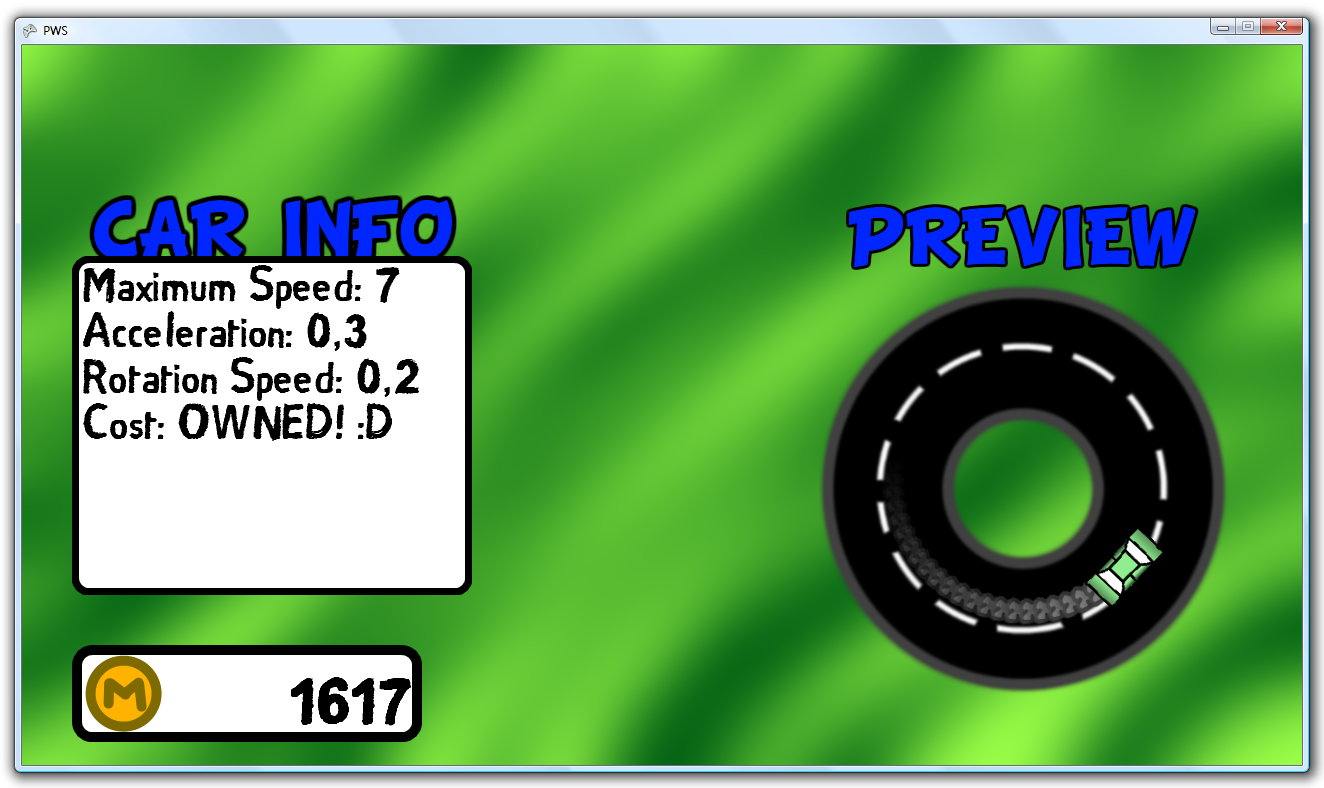 PWS
CAR INFO
Maximum Speed: 7
Acceleration: 0,3
Rotation Speed: 0,2
Cost: OWNED! :D
M 1617
PREVIEW